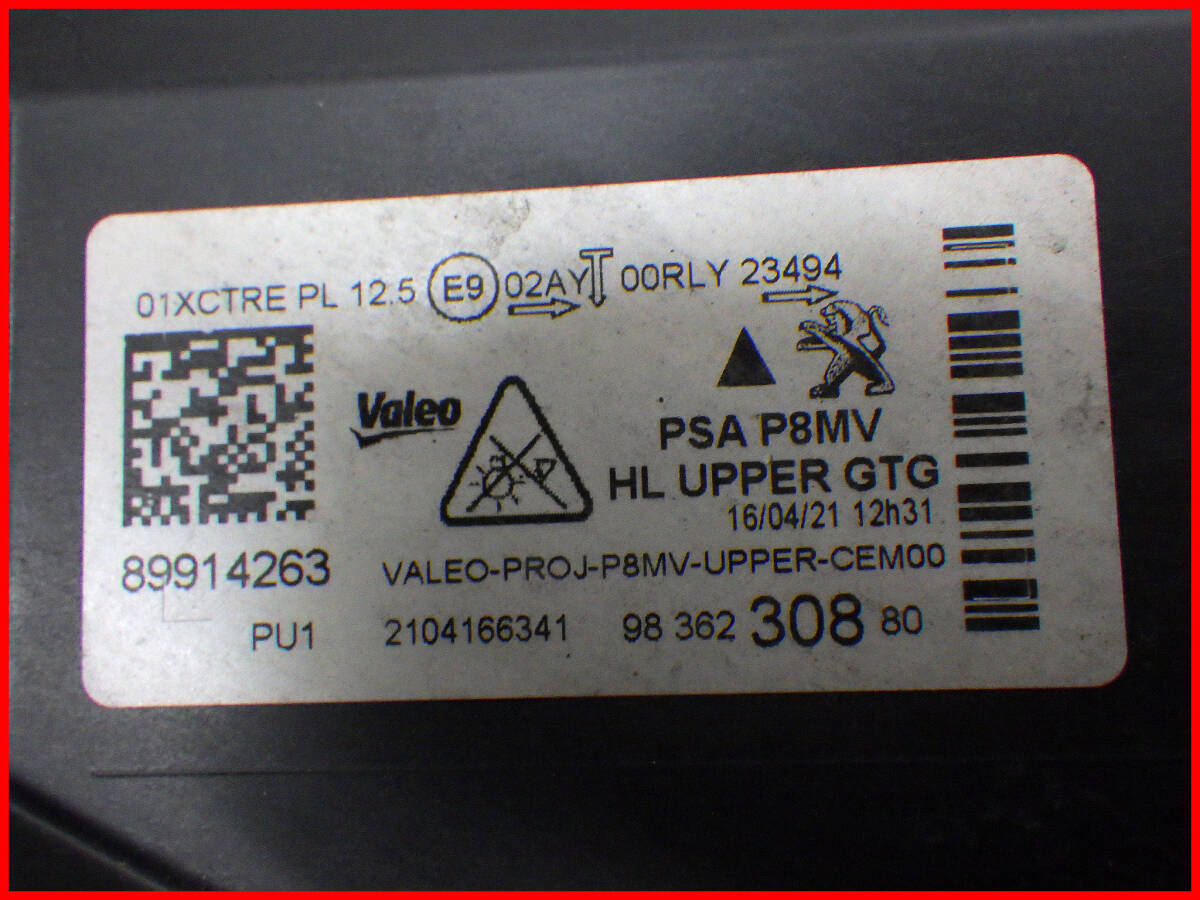 01XCTRE PL 12.5 E9 02AY 00RLY 23494
Valeo
PSA P8MV
HL UPPER GTG
16/04/21 12h31
89914263 VALEO-PROJ-P8MV-UPPER-CEM00
PU1 2104166341 98 362 308 80